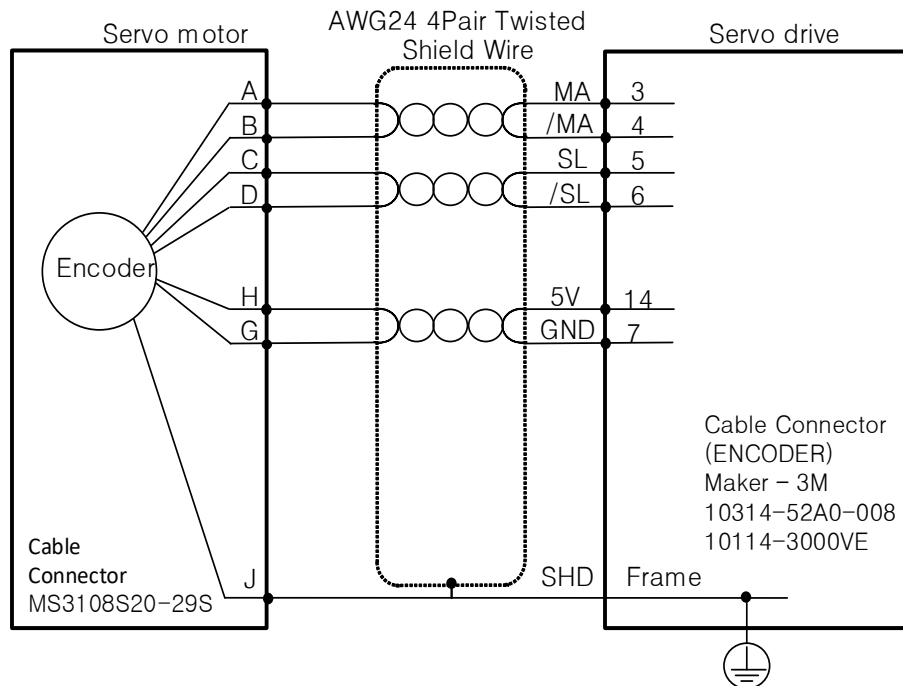 AWG24 4Pair Twisted
Shield Wire
Servo motor
Servo drive
A MA 3
B /MA 4
C SL 5
D /SL 6
Encoder
H 5V 14
G GND 7
Cable Connector
(ENCODER)
Maker - 3M
10314-52A0-008
10114-3000VE
Cable
Connector
MS3108S20-29S
J SHD Frame